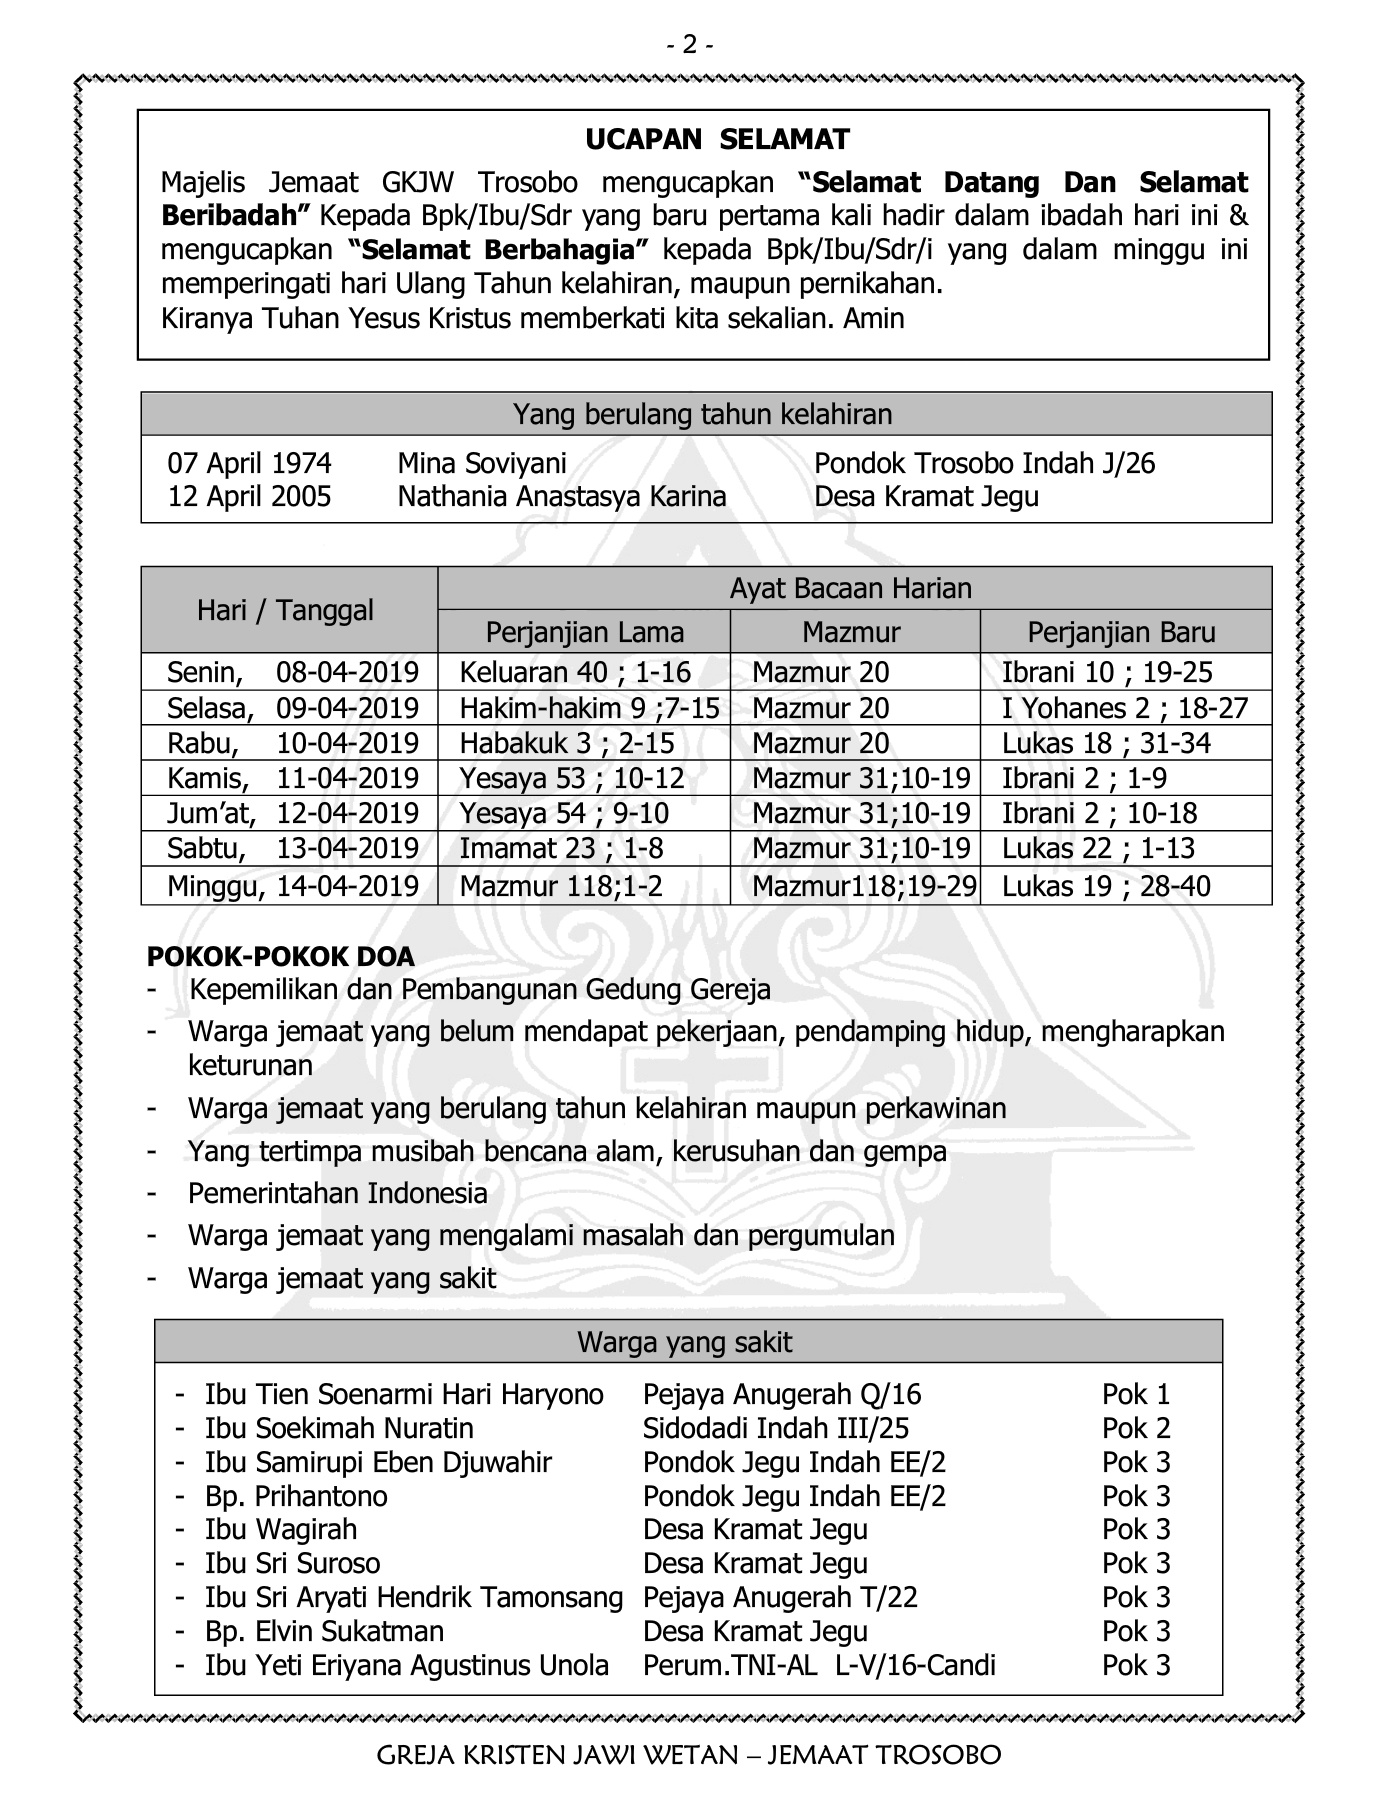 - 2 -
UCAPAN SELAMAT
Majelis Jemaat GKJW Trosobo mengucapkan “Selamat Datang Dan Selamat
Beribadah” Kepada Bpk/Ibu/Sdr yang baru pertama kali hadir dalam ibadah hari ini &
mengucapkan “Selamat Berbahagia” kepada Bpk/Ibu/Sdr/i yang dalam minggu ini
memperingati hari Ulang Tahun kelahiran, maupun pernikahan.
Kiranya Tuhan Yesus Kristus memberkati kita sekalian. Amin
Yang berulang tahun kelahiran
07 April 1974 Mina Soviyani Pondok Trosobo Indah J/26
12 April 2005 Nathania Anastasya Karina Desa Kramat Jegu
Hari / Tanggal Ayat Bacaan Harian
Perjanjian Lama Mazmur Perjanjian Baru
Senin, 08-04-2019 Keluaran 40 ; 1-16 Mazmur 20 Ibrani 10 ; 19-25
Selasa, 09-04-2019 Hakim-hakim 9 ;7-15 Mazmur 20 I Yohanes 2 ; 18-27
Rabu, 10-04-2019 Habakuk 3 ; 2-15 Mazmur 20 Lukas 18 ; 31-34
Kamis, 11-04-2019 Yesaya 53 ; 10-12 Mazmur 31;10-19 Ibrani 2 ; 1-9
Jum’at, 12-04-2019 Yesaya 54 ; 9-10 Mazmur 31;10-19 Ibrani 2 ; 10-18
Sabtu, 13-04-2019 Imamat 23 ; 1-8 Mazmur 31;10-19 Lukas 22 ; 1-13
Minggu, 14-04-2019 Mazmur 118;1-2 Mazmur118;19-29 Lukas 19 ; 28-40
POKOK-POKOK DOA
- Kepemilikan dan Pembangunan Gedung Gereja
- Warga jemaat yang belum mendapat pekerjaan, pendamping hidup, mengharapkan
keturunan
- Warga jemaat yang berulang tahun kelahiran maupun perkawinan
- Yang tertimpa musibah bencana alam, kerusuhan dan gempa
- Pemerintahan Indonesia
- Warga jemaat yang mengalami masalah dan pergumulan
- Warga jemaat yang sakit
Warga yang sakit
- Ibu Tien Soenarmi Hari Haryono Pejaya Anugerah Q/16 Pok 1
- Ibu Soekimah Nuratin Sidodadi Indah III/25 Pok 2
- Ibu Samirupi Eben Djuwahir Pondok Jegu Indah EE/2 Pok 3
- Bp. Prihantono Pondok Jegu Indah EE/2 Pok 3
- Ibu Wagirah Desa Kramat Jegu Pok 3
- Ibu Sri Suroso Desa Kramat Jegu Pok 3
- Ibu Sri Aryati Hendrik Tamonsang Pejaya Anugerah T/22 Pok 3
- Bp. Elvin Sukatman Desa Kramat Jegu Pok 3
- Ibu Yeti Eriyana Agustinus Unola Perum.TNI-AL L-V/16-Candi Pok 3
GREJA KRISTEN JAWI WETAN – JEMAAT TROSOBO